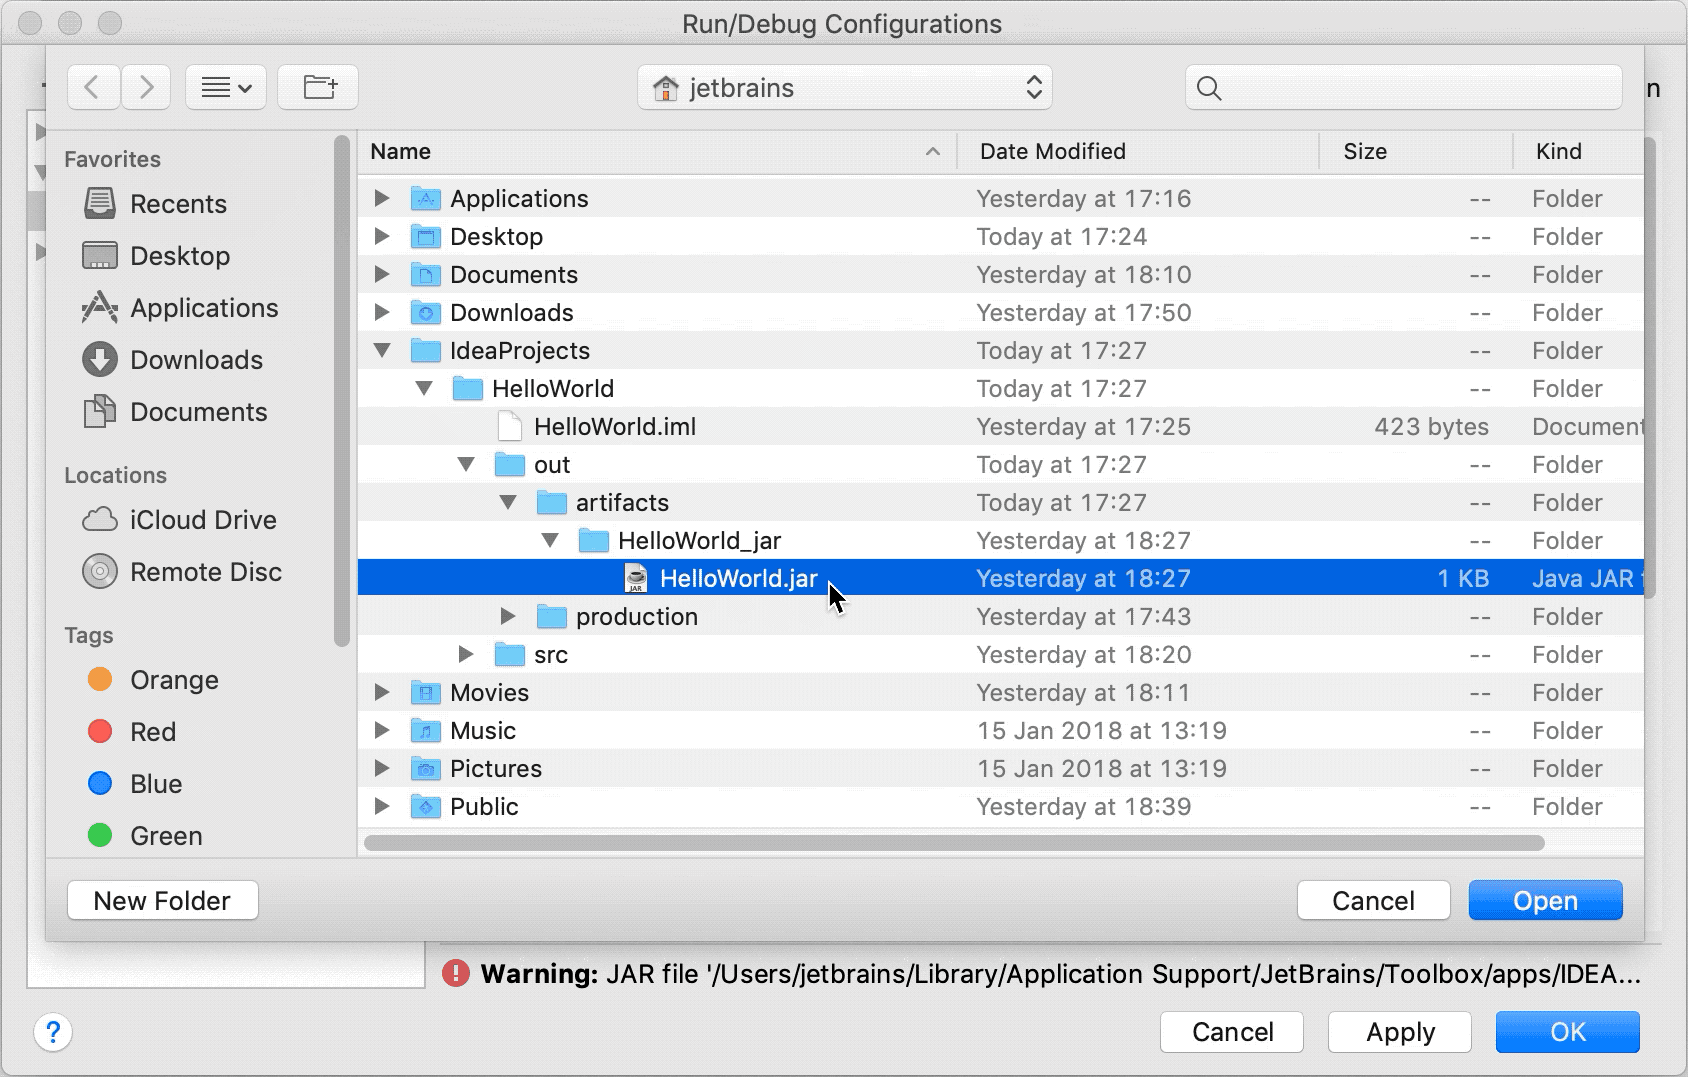 Run/Debug Configurations
jetbrains
n
Favorites
Recents
Desktop
Applications
Downloads
Documents
Locations
iCloud Drive
Remote Disc
Tags
Orange
Red
Blue
Green
Name Date Modified Size Kind
Applications Yesterday at 17:16 -- Folder
Desktop Today at 17:24 -- Folder
Documents Yesterday at 18:10 -- Folder
Downloads Yesterday at 17:50 -- Folder
IdeaProjects Today at 17:27 -- Folder
HelloWorld Today at 17:27 -- Folder
HelloWorld.iml Yesterday at 17:25 423 bytes Document
out Today at 17:27 -- Folder
artifacts Today at 17:27 -- Folder
HelloWorld_jar Yesterday at 18:27 -- Folder
JAR HelloWorld.jar Yesterday at 18:27 1 KB Java JAR f
production Yesterday at 17:43 -- Folder
src Yesterday at 18:20 -- Folder
Movies Yesterday at 18:11 -- Folder
Music 15 Jan 2018 at 13:19 -- Folder
Pictures 15 Jan 2018 at 13:19 -- Folder
Public Yesterday at 18:39 -- Folder
New Folder Cancel Open
Warning: JAR file '/Users/jetbrains/Library/Application Support/JetBrains/Toolbox/apps/IDEA...
? Cancel Apply OK